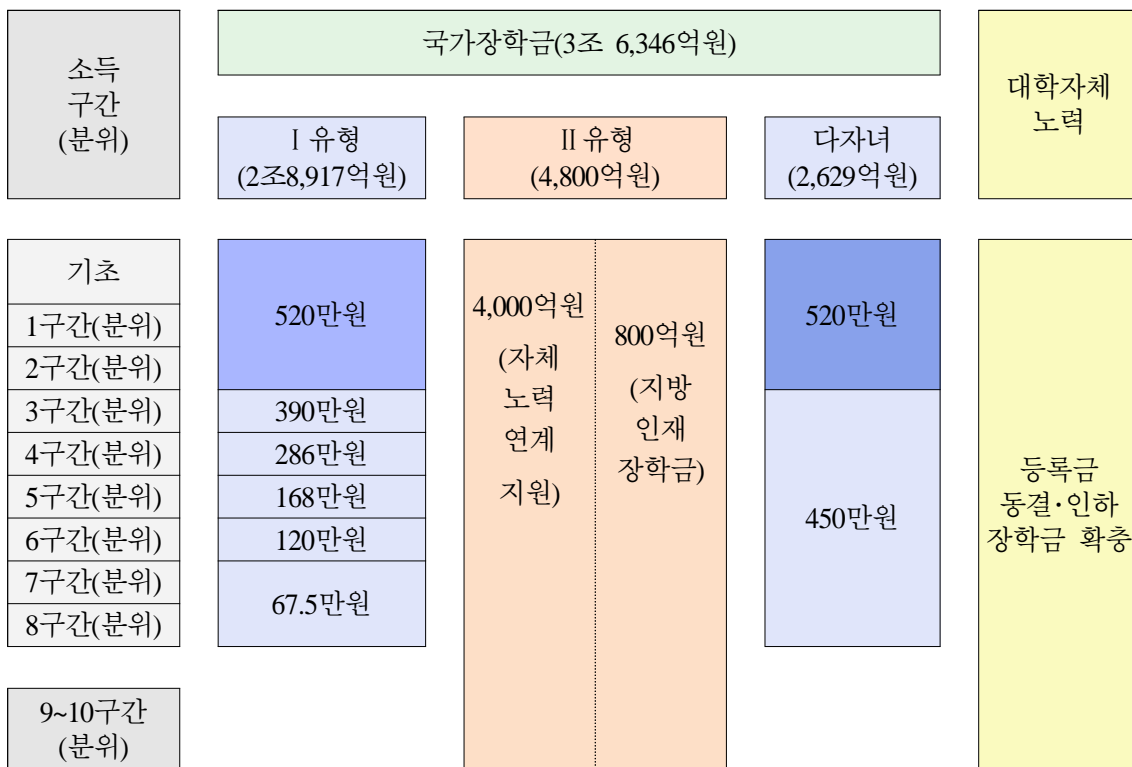 소득
구간
(분위)
국가장학금(3조 6,346억원)
대학자체
노력
Ⅰ유형
(2조8,917억원)
Ⅱ유형
(4,800억원)
다자녀
(2,629억원)
기초
1구간(분위)
2구간(분위)
3구간(분위)
4구간(분위)
5구간(분위)
6구간(분위)
7구간(분위)
8구간(분위)
520만원
390만원
286만원
168만원
120만원
67.5만원
4,000억원
(자체
노력
연계
지원)
800억원
(지방
인재
장학금)
520만원
450만원
등록금
동결·인하
장학금 확충
9~10구간
(분위)